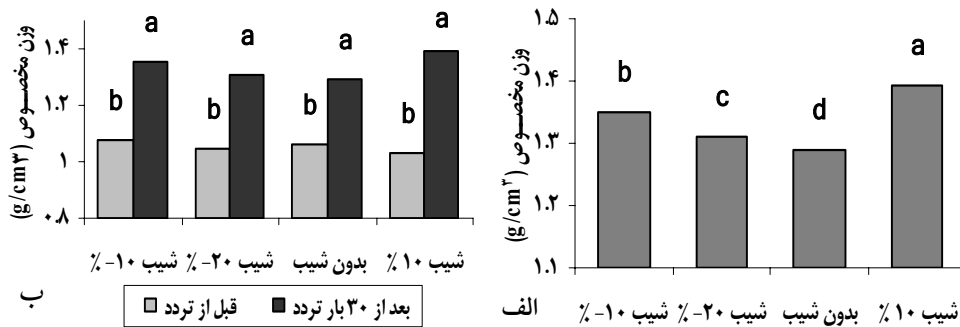 وزن مخصوص (g/cm³)
۱.۵
۱.۴
۱.۳
۱.۲
۱.۱
b
c
d
a
شیب ۱۰- %
شیب ۲۰- %
بدون شیب
شیب ۱۰ %
الف
وزن مخصوص (g/cm۳)
۱.۴
۱.۲
۱
۰.۸
b a b a b a b a
شیب ۱۰- %
شیب ۲۰- %
بدون شیب
شیب ۱۰ %
قبل از تردد
بعد از ۳۰ بار تردد
ب